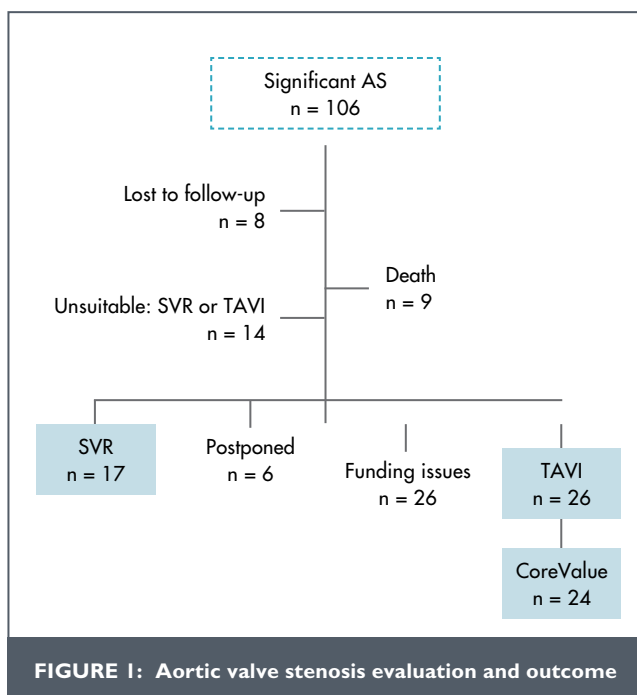 Significant AS
n = 106
Lost to follow-up
n = 8
Death
n = 9
Unsuitable: SVR or TAVI
n = 14
SVR
n = 17
Postponed
n = 6
Funding issues
n = 26
TAVI
n = 26
CoreValue
n = 24
FIGURE 1: Aortic valve stenosis evaluation and outcome